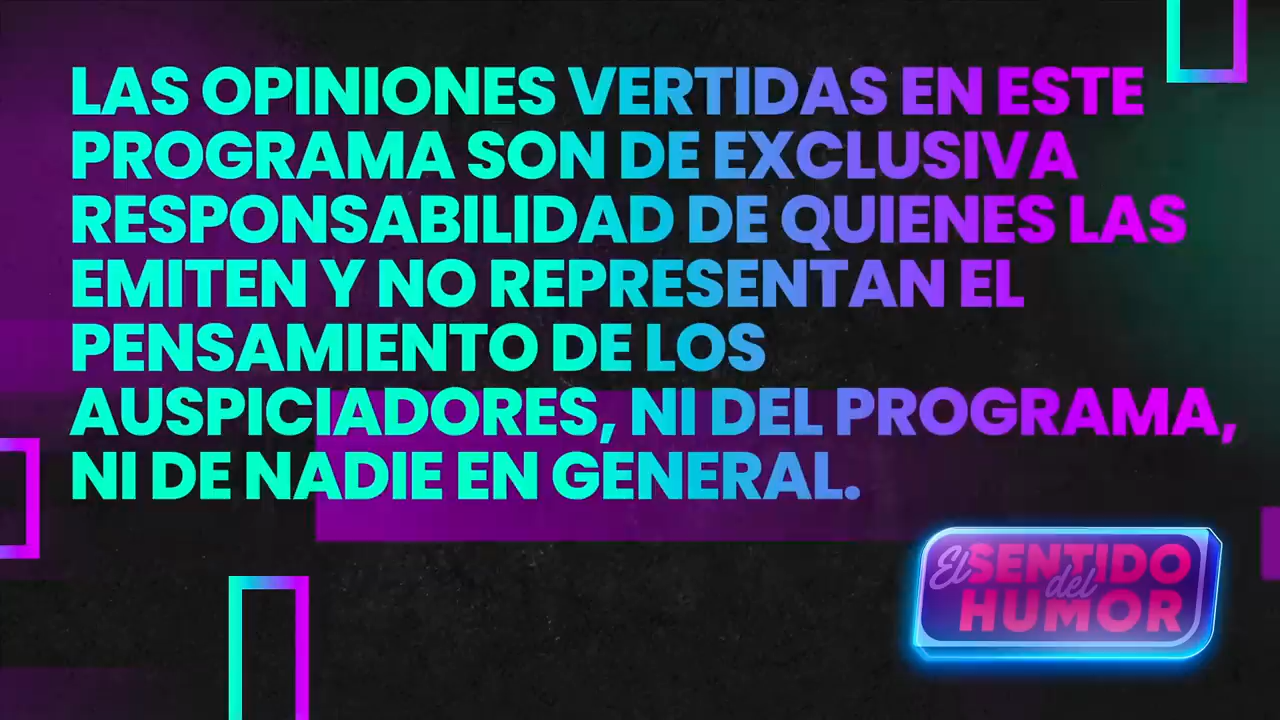 LAS OPINIONES VERTIDAS EN ESTE
PROGRAMA SON DE EXCLUSIVA
RESPONSABILIDAD DE QUIENES LAS
EMITEN Y NO REPRESENTAN EL
PENSAMIENTO DE LOS
AUSPICIADORES, NI DEL PROGRAMA,
NI DE NADIE EN GENERAL.
El SENTIDO
del
HUMOR